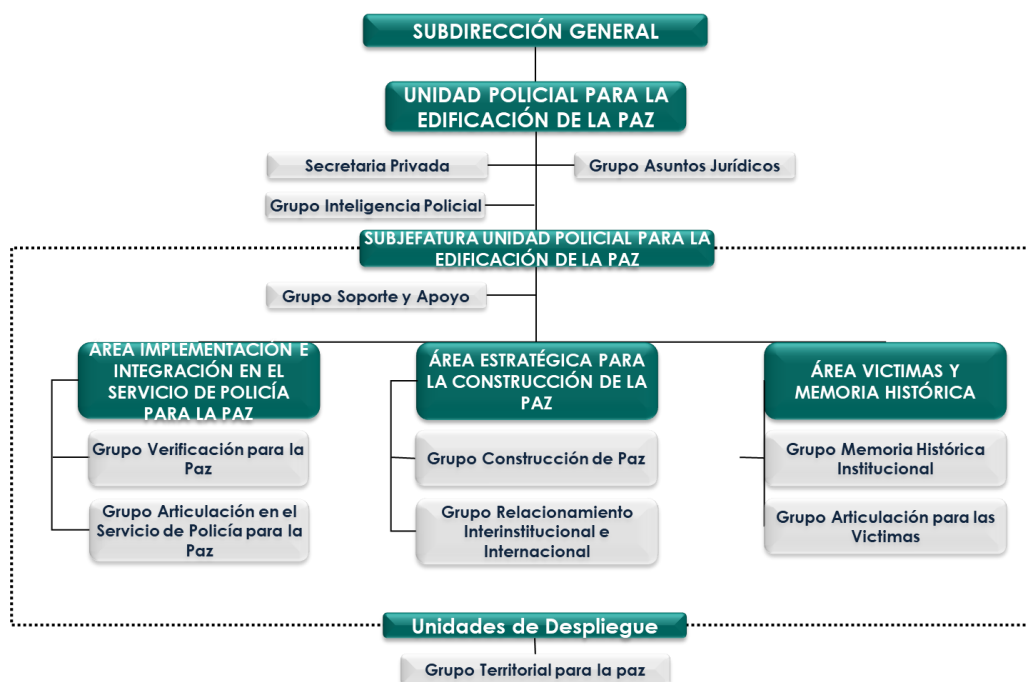 SUBDIRECCIÓN GENERAL
UNIDAD POLICIAL PARA LA
EDIFICACIÓN DE LA PAZ
Secretaria Privada
Grupo Asuntos Jurídicos
Grupo Inteligencia Policial
SUBJEFATURA UNIDAD POLICIAL PARA LA
EDIFICACIÓN DE LA PAZ
Grupo Soporte y Apoyo
ÁREA IMPLEMENTACIÓN E
INTEGRACIÓN EN EL
SERVICIO DE POLICÍA
PARA LA PAZ
Grupo Verificación para la
Paz
Grupo Articulación en el
Servicio de Policía para la
Paz
ÁREA ESTRATÉGICA PARA
LA CONSTRUCCIÓN DE LA
PAZ
Grupo Construcción de Paz
Grupo Relacionamiento
Interinstitucional e
Internacional
ÁREA VICTIMAS Y
MEMORIA HISTÓRICA
Grupo Memoria Histórica
Institucional
Grupo Articulación para las
Victimas
Unidades de Despliegue
Grupo Territorial para la paz